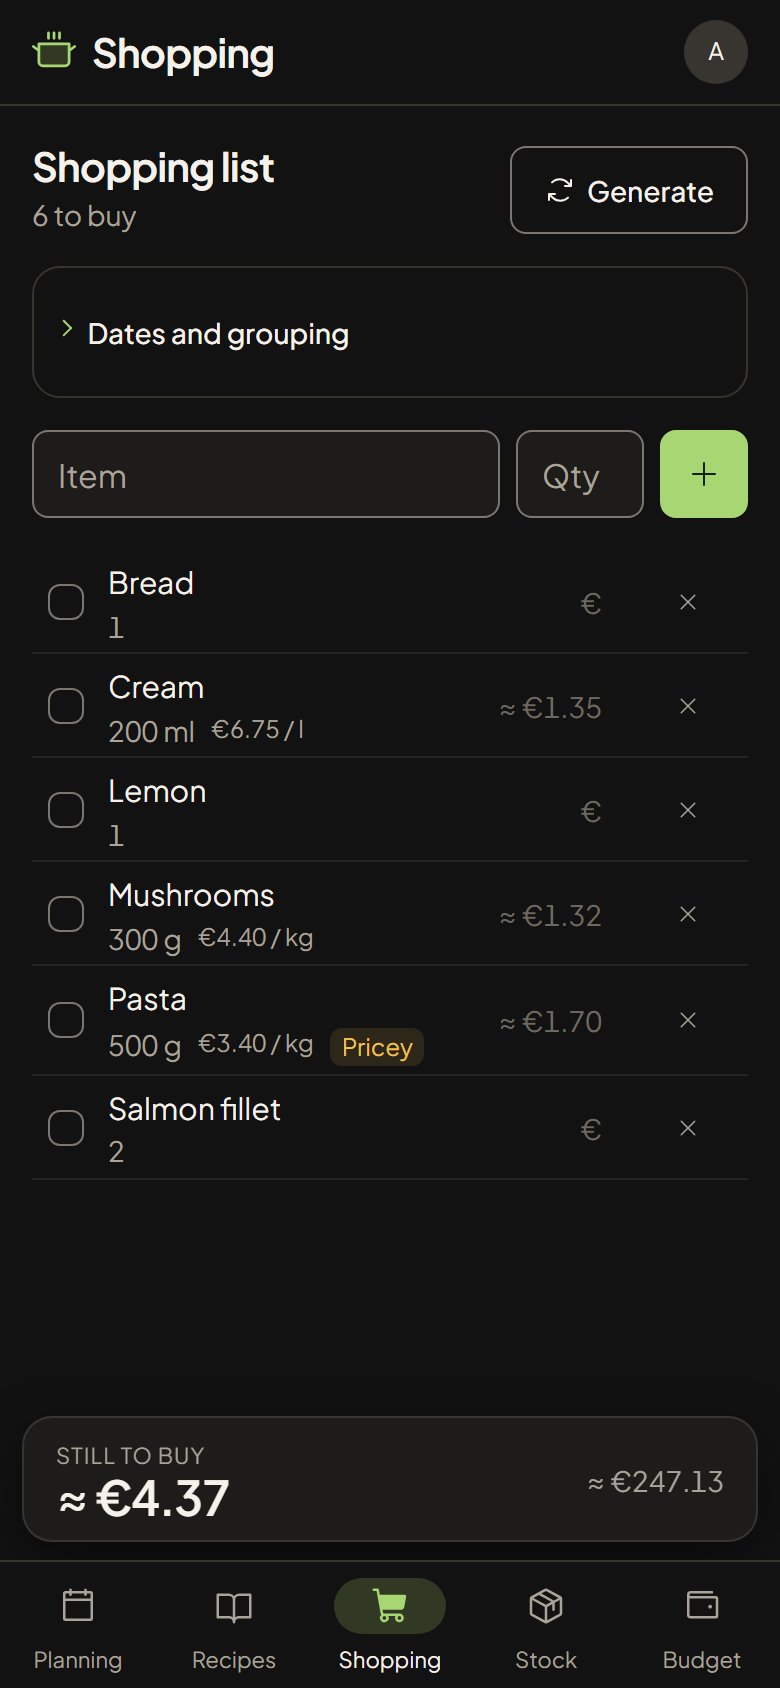 Shopping
A
Shopping list
6 to buy
Generate
Dates and grouping
Item
Qty
Bread
1
€
Cream
200 ml €6.75 / l
≈ €1.35
Lemon
1
€
Mushrooms
300 g €4.40 / kg
≈ €1.32
Pasta
500 g €3.40 / kg Pricey
≈ €1.70
Salmon fillet
2
€
STILL TO BUY
≈ €4.37
≈ €247.13
Planning
Recipes
Shopping
Stock
Budget